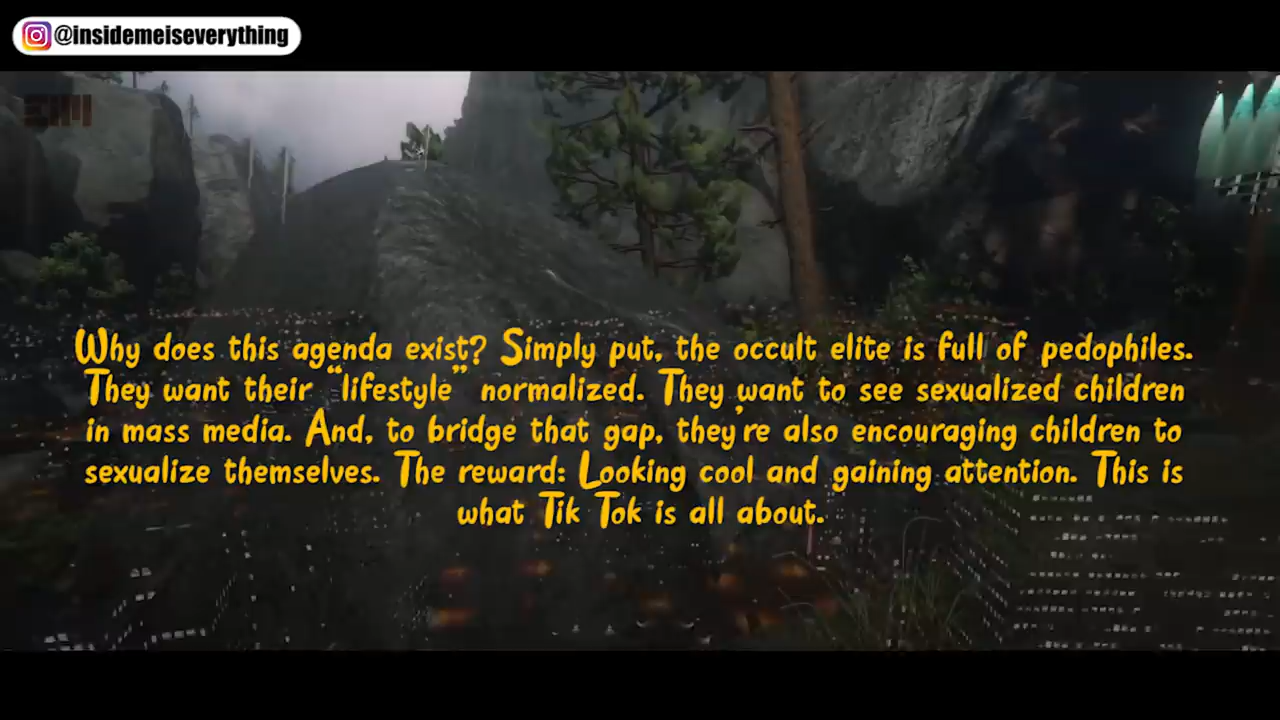 @insidemeiseverything
Why does this agenda exist? Simply put, the occult elite is full of pedophiles.
They want their "lifestyle" normalized. They want to see sexualized children
in mass media. And, to bridge that gap, they're also encouraging children to
sexualize themselves. The reward: Looking cool and gaining attention. This is
what Tik Tok is all about.